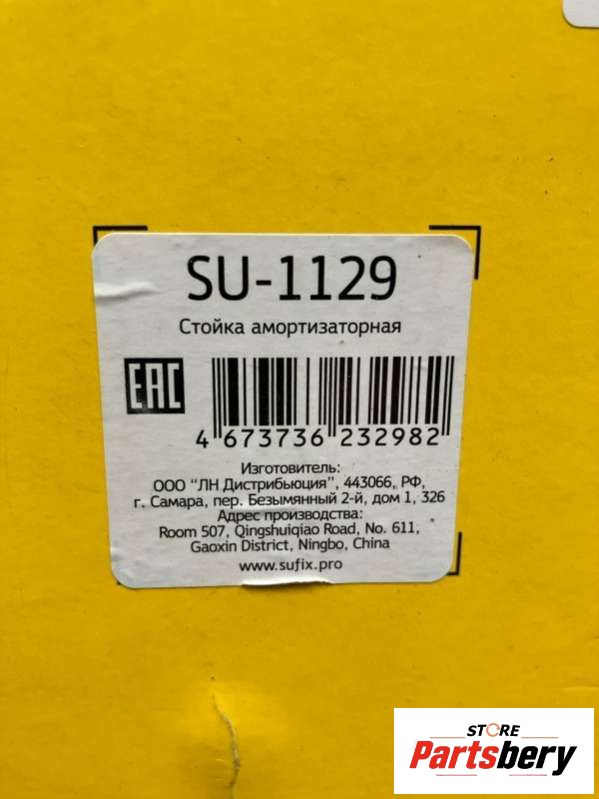 SU-1129
Стойка амортизаторная
EAC
4 673736 232982
Изготовитель:
ООО "ЛН Дистрибьюция", 443066, РФ,
г. Самара, пер. Безымянный 2-й, дом 1, 326
Адрес производства:
Room 507, Qingshuiqiao Road, No. 611,
Gaoxin District, Ningbo, China
www.sufix.pro
STORE
Partsbery